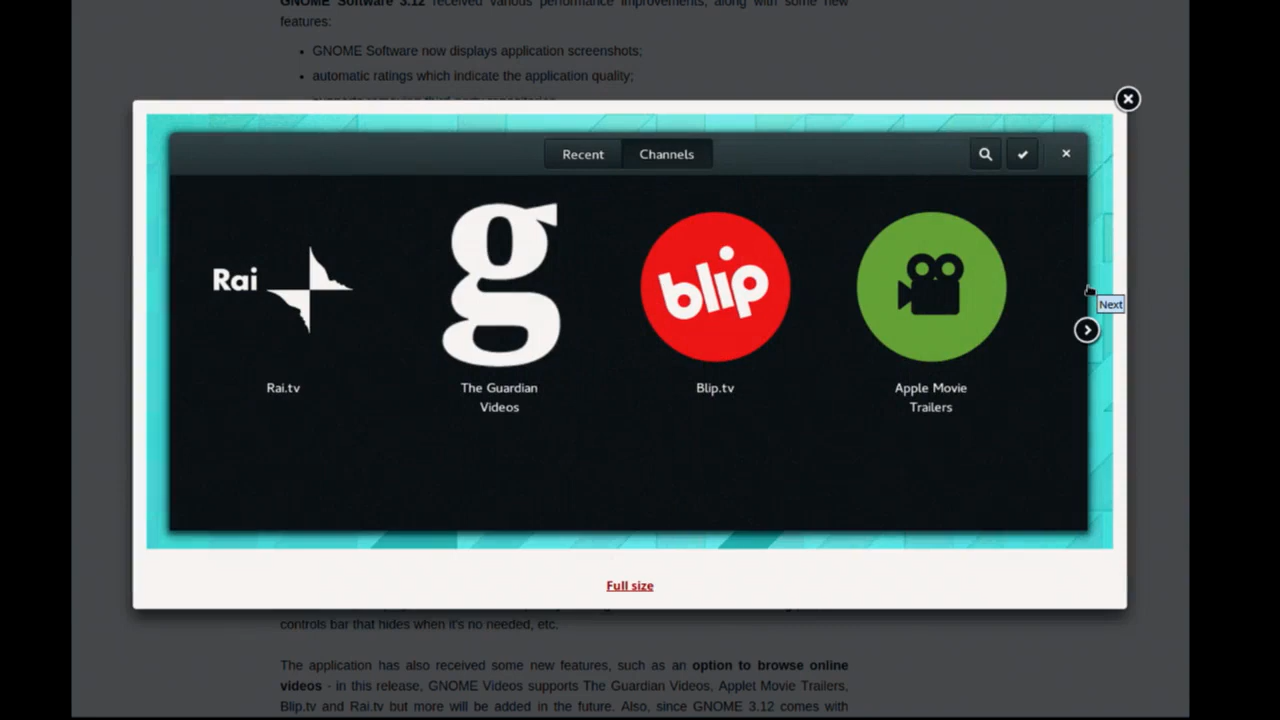 GNOME Software 3.12 received various performance improvements, along with some new
features:
• GNOME Software now displays application screenshots;
• automatic ratings which indicate the application quality;
Recent
Channels
Rai
g
blip
Next
Rai.tv
The Guardian
Videos
Blip.tv
Apple Movie
Trailers
Full size
controls bar that hides when it's no needed, etc.
The application has also received some new features, such as an option to browse online
videos - in this release, GNOME Videos supports The Guardian Videos, Applet Movie Trailers,
Blip.tv and Rai.tv but more will be added in the future. Also, since GNOME 3.12 comes with